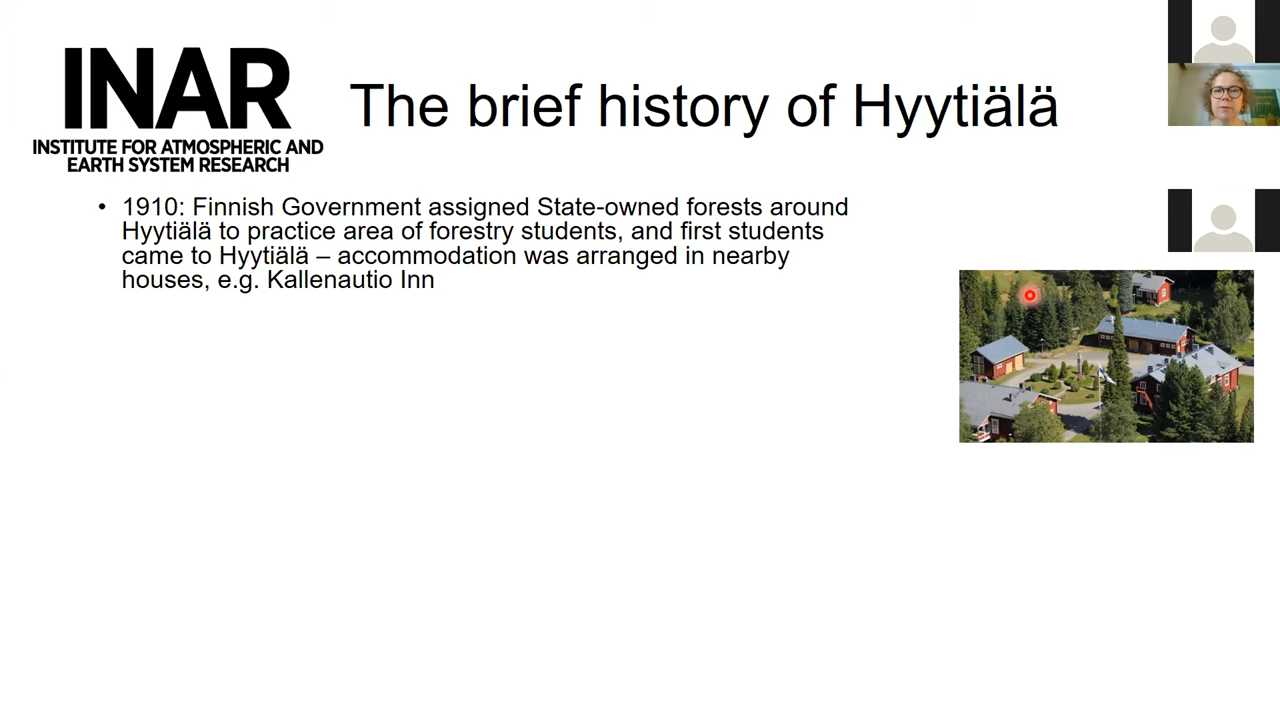 INAR
INSTITUTE FOR ATMOSPHERIC AND
EARTH SYSTEM RESEARCH
The brief history of Hyytiälä
• 1910: Finnish Government assigned State-owned forests around
Hyytiälä to practice area of forestry students, and first students
came to Hyytiälä – accommodation was arranged in nearby
houses, e.g. Kallenautio Inn